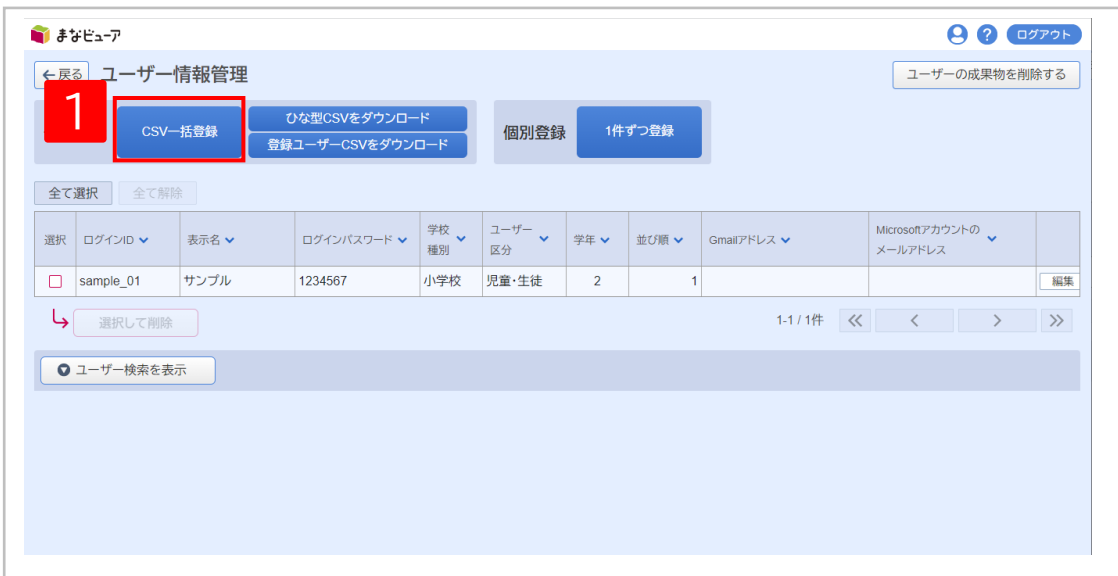 まなビューア
? ログアウト
←戻る ユーザー情報管理 ユーザーの成果物を削除する
1
CSV一括登録
ひな型CSVをダウンロード
登録ユーザーCSVをダウンロード
個別登録 1件ずつ登録
全て選択 全て解除
選択 ログインID 表示名 ログインパスワード 学校種別 ユーザー区分 学年 並び順 Gmailアドレス Microsoftアカウントのメールアドレス
sample_01 サンプル 1234567 小学校 児童・生徒 2 1 編集
選択して削除 1-1 / 1件
ユーザー検索を表示